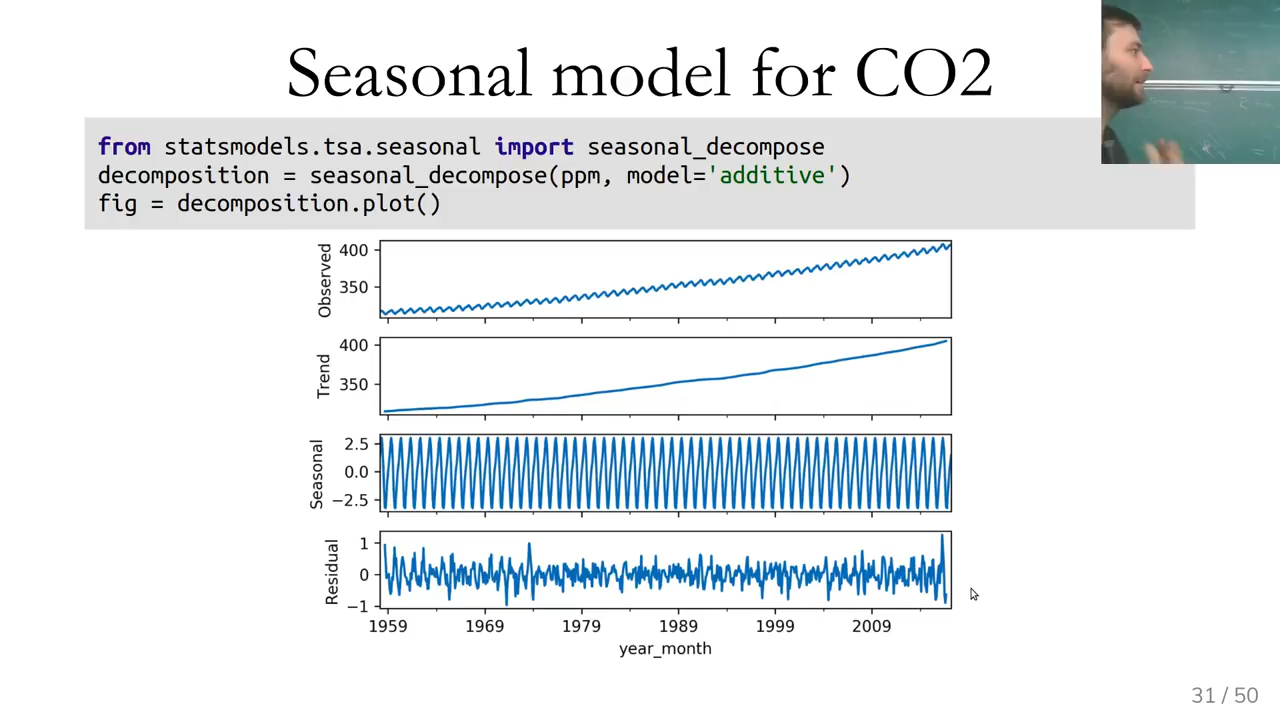 Seasonal model for CO2
from statsmodels.tsa.seasonal import seasonal_decompose
decomposition = seasonal_decompose(ppm, model='additive')
fig = decomposition.plot()
Observed
400
350
Trend
400
350
Seasonal
2.5
0.0
−2.5
Residual
1
0
−1
1959 1969 1979 1989 1999 2009
year_month
31 / 50